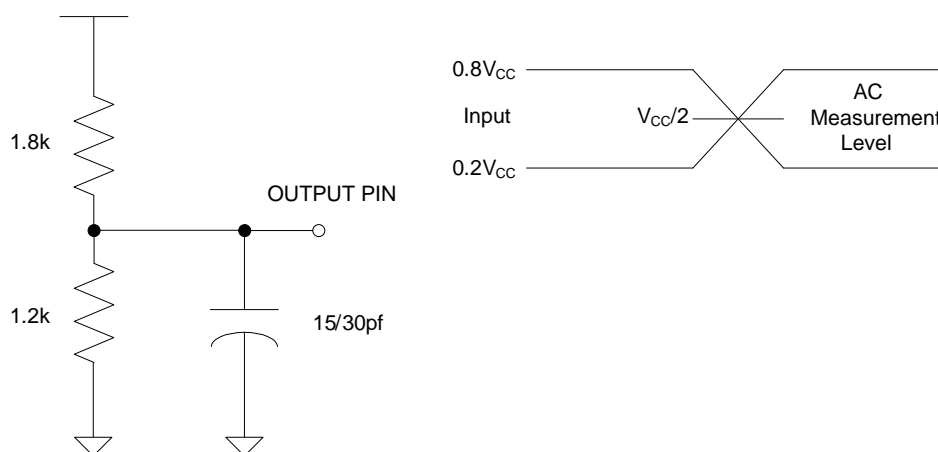 1.8k
OUTPUT PIN
1.2k
15/30pf
0.8VCC
Input
VCC/2
0.2VCC
AC
Measurement
Level